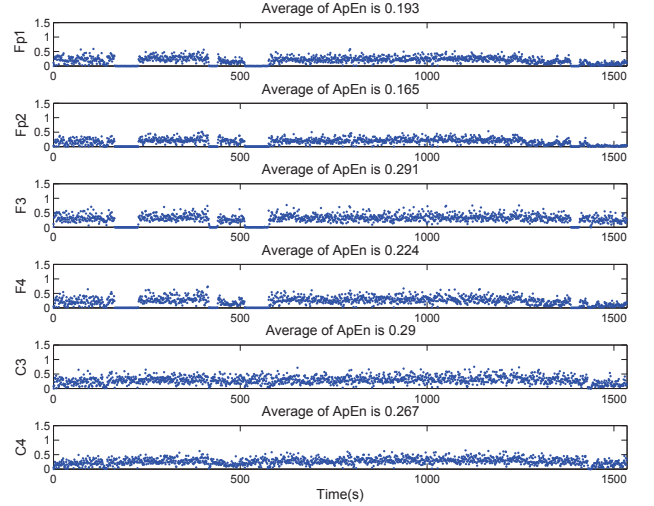 Average of ApEn is 0.193
1.5
1
0.5
0
Fp1
0 500 1000 1500
Average of ApEn is 0.165
1.5
1
0.5
0
Fp2
0 500 1000 1500
Average of ApEn is 0.291
1.5
1
0.5
0
F3
0 500 1000 1500
Average of ApEn is 0.224
1.5
1
0.5
0
F4
0 500 1000 1500
Average of ApEn is 0.29
1.5
1
0.5
0
C3
0 500 1000 1500
Average of ApEn is 0.267
1.5
1
0.5
0
C4
0 500 1000 1500
Time(s)